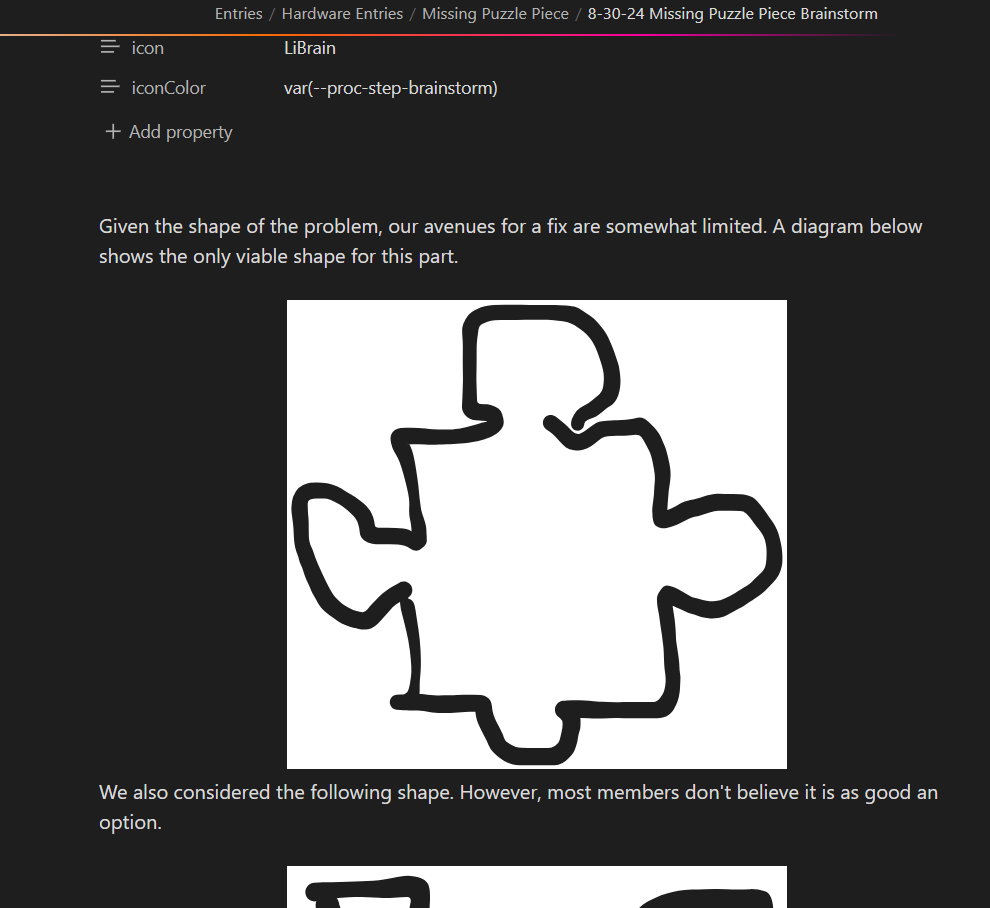 Entries / Hardware Entries / Missing Puzzle Piece / 8-30-24 Missing Puzzle Piece Brainstorm
icon LiBrain
iconColor var(--proc-step-brainstorm)
+ Add property
Given the shape of the problem, our avenues for a fix are somewhat limited. A diagram below
shows the only viable shape for this part.
We also considered the following shape. However, most members don't believe it is as good an
option.